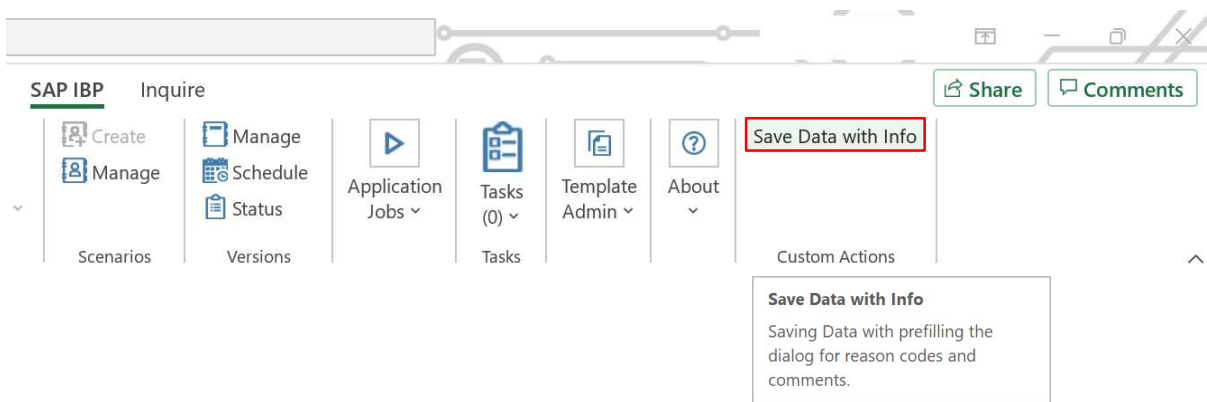 SAP IBP Inquire Share Comments
Create
Manage
Scenarios
Manage
Schedule
Status
Versions
Application
Jobs
Tasks
(0)
Tasks
Template
Admin
About
Save Data with Info
Custom Actions
Save Data with Info
Saving Data with prefilling the
dialog for reason codes and
comments.